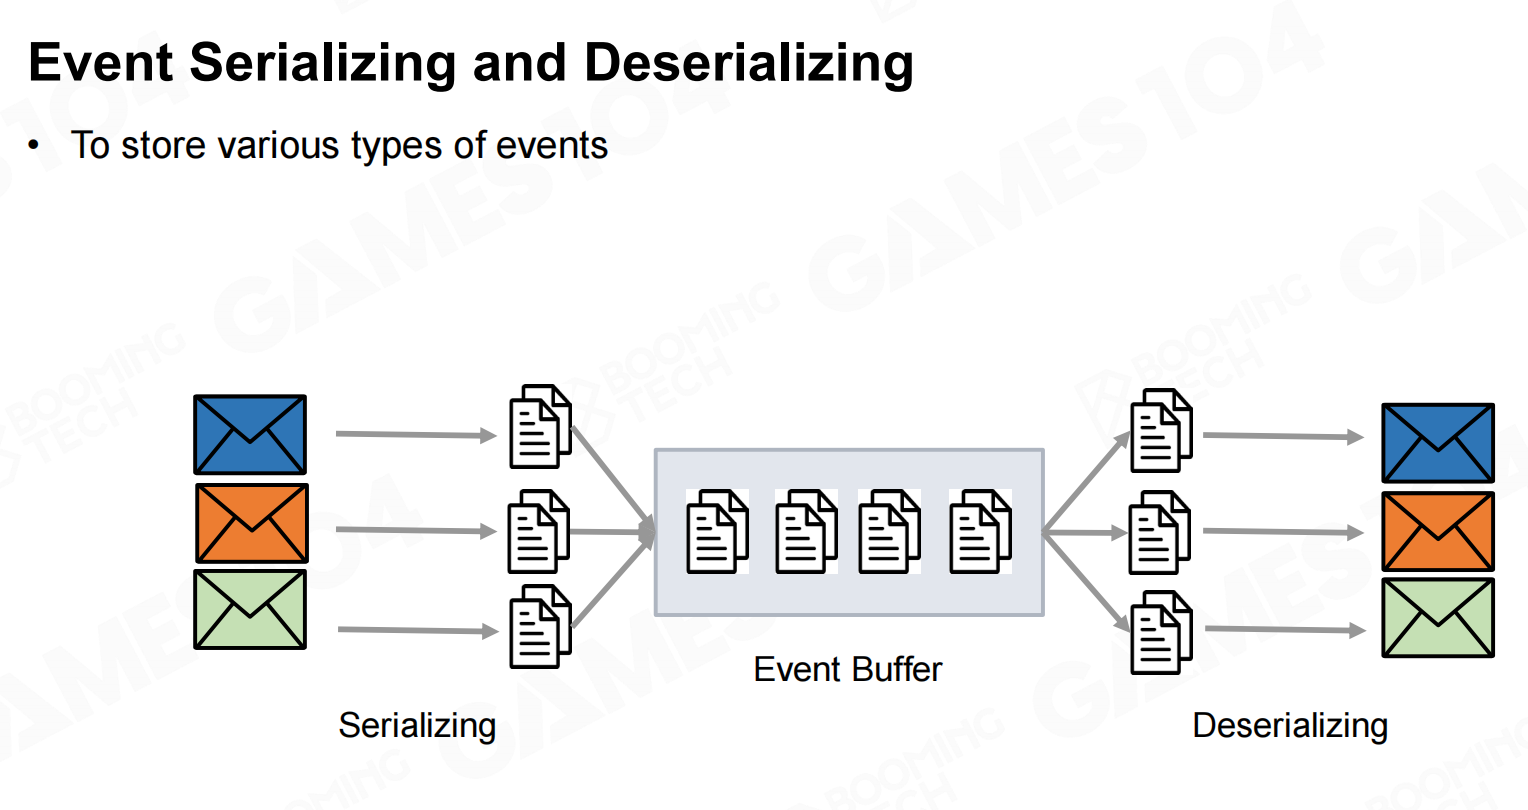 Event Serializing and Deserializing
• To store various types of events
Event Buffer
Serializing
Deserializing
GAMES104
BOOMING TECH